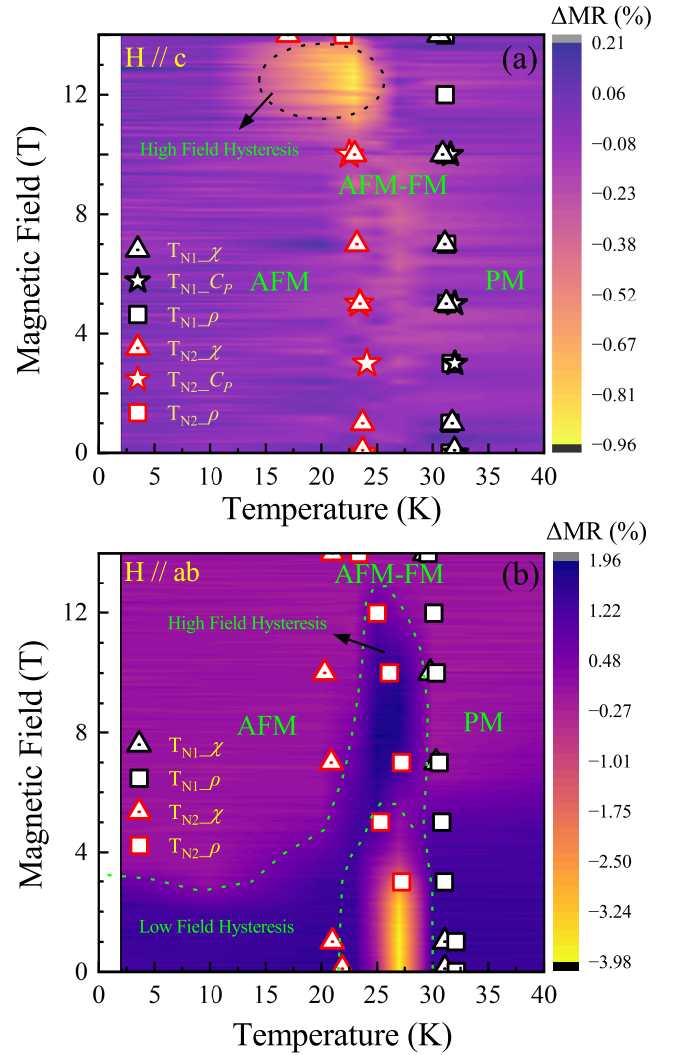 ΔMR (%)
H // c
(a)
0.21
0.06
−0.08
−0.23
−0.38
−0.52
−0.67
−0.81
−0.96
High Field Hysteresis
AFM-FM
AFM
PM
T_N1_χ
T_N1_C_P
T_N1_ρ
T_N2_χ
T_N2_C_P
T_N2_ρ
Magnetic Field (T)
12
8
4
0
0 5 10 15 20 25 30 35 40
Temperature (K)
ΔMR (%)
H // ab
(b)
AFM-FM
1.96
1.22
0.48
−0.27
−1.01
−1.75
−2.50
−3.24
−3.98
High Field Hysteresis
AFM
PM
T_N1_χ
T_N1_ρ
T_N2_χ
T_N2_ρ
Low Field Hysteresis
Magnetic Field (T)
12
8
4
0
0 5 10 15 20 25 30 35 40
Temperature (K)